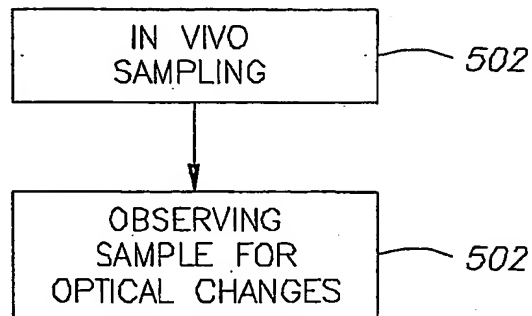 IN VIVO
SAMPLING
502
OBSERVING
SAMPLE FOR
OPTICAL CHANGES
502